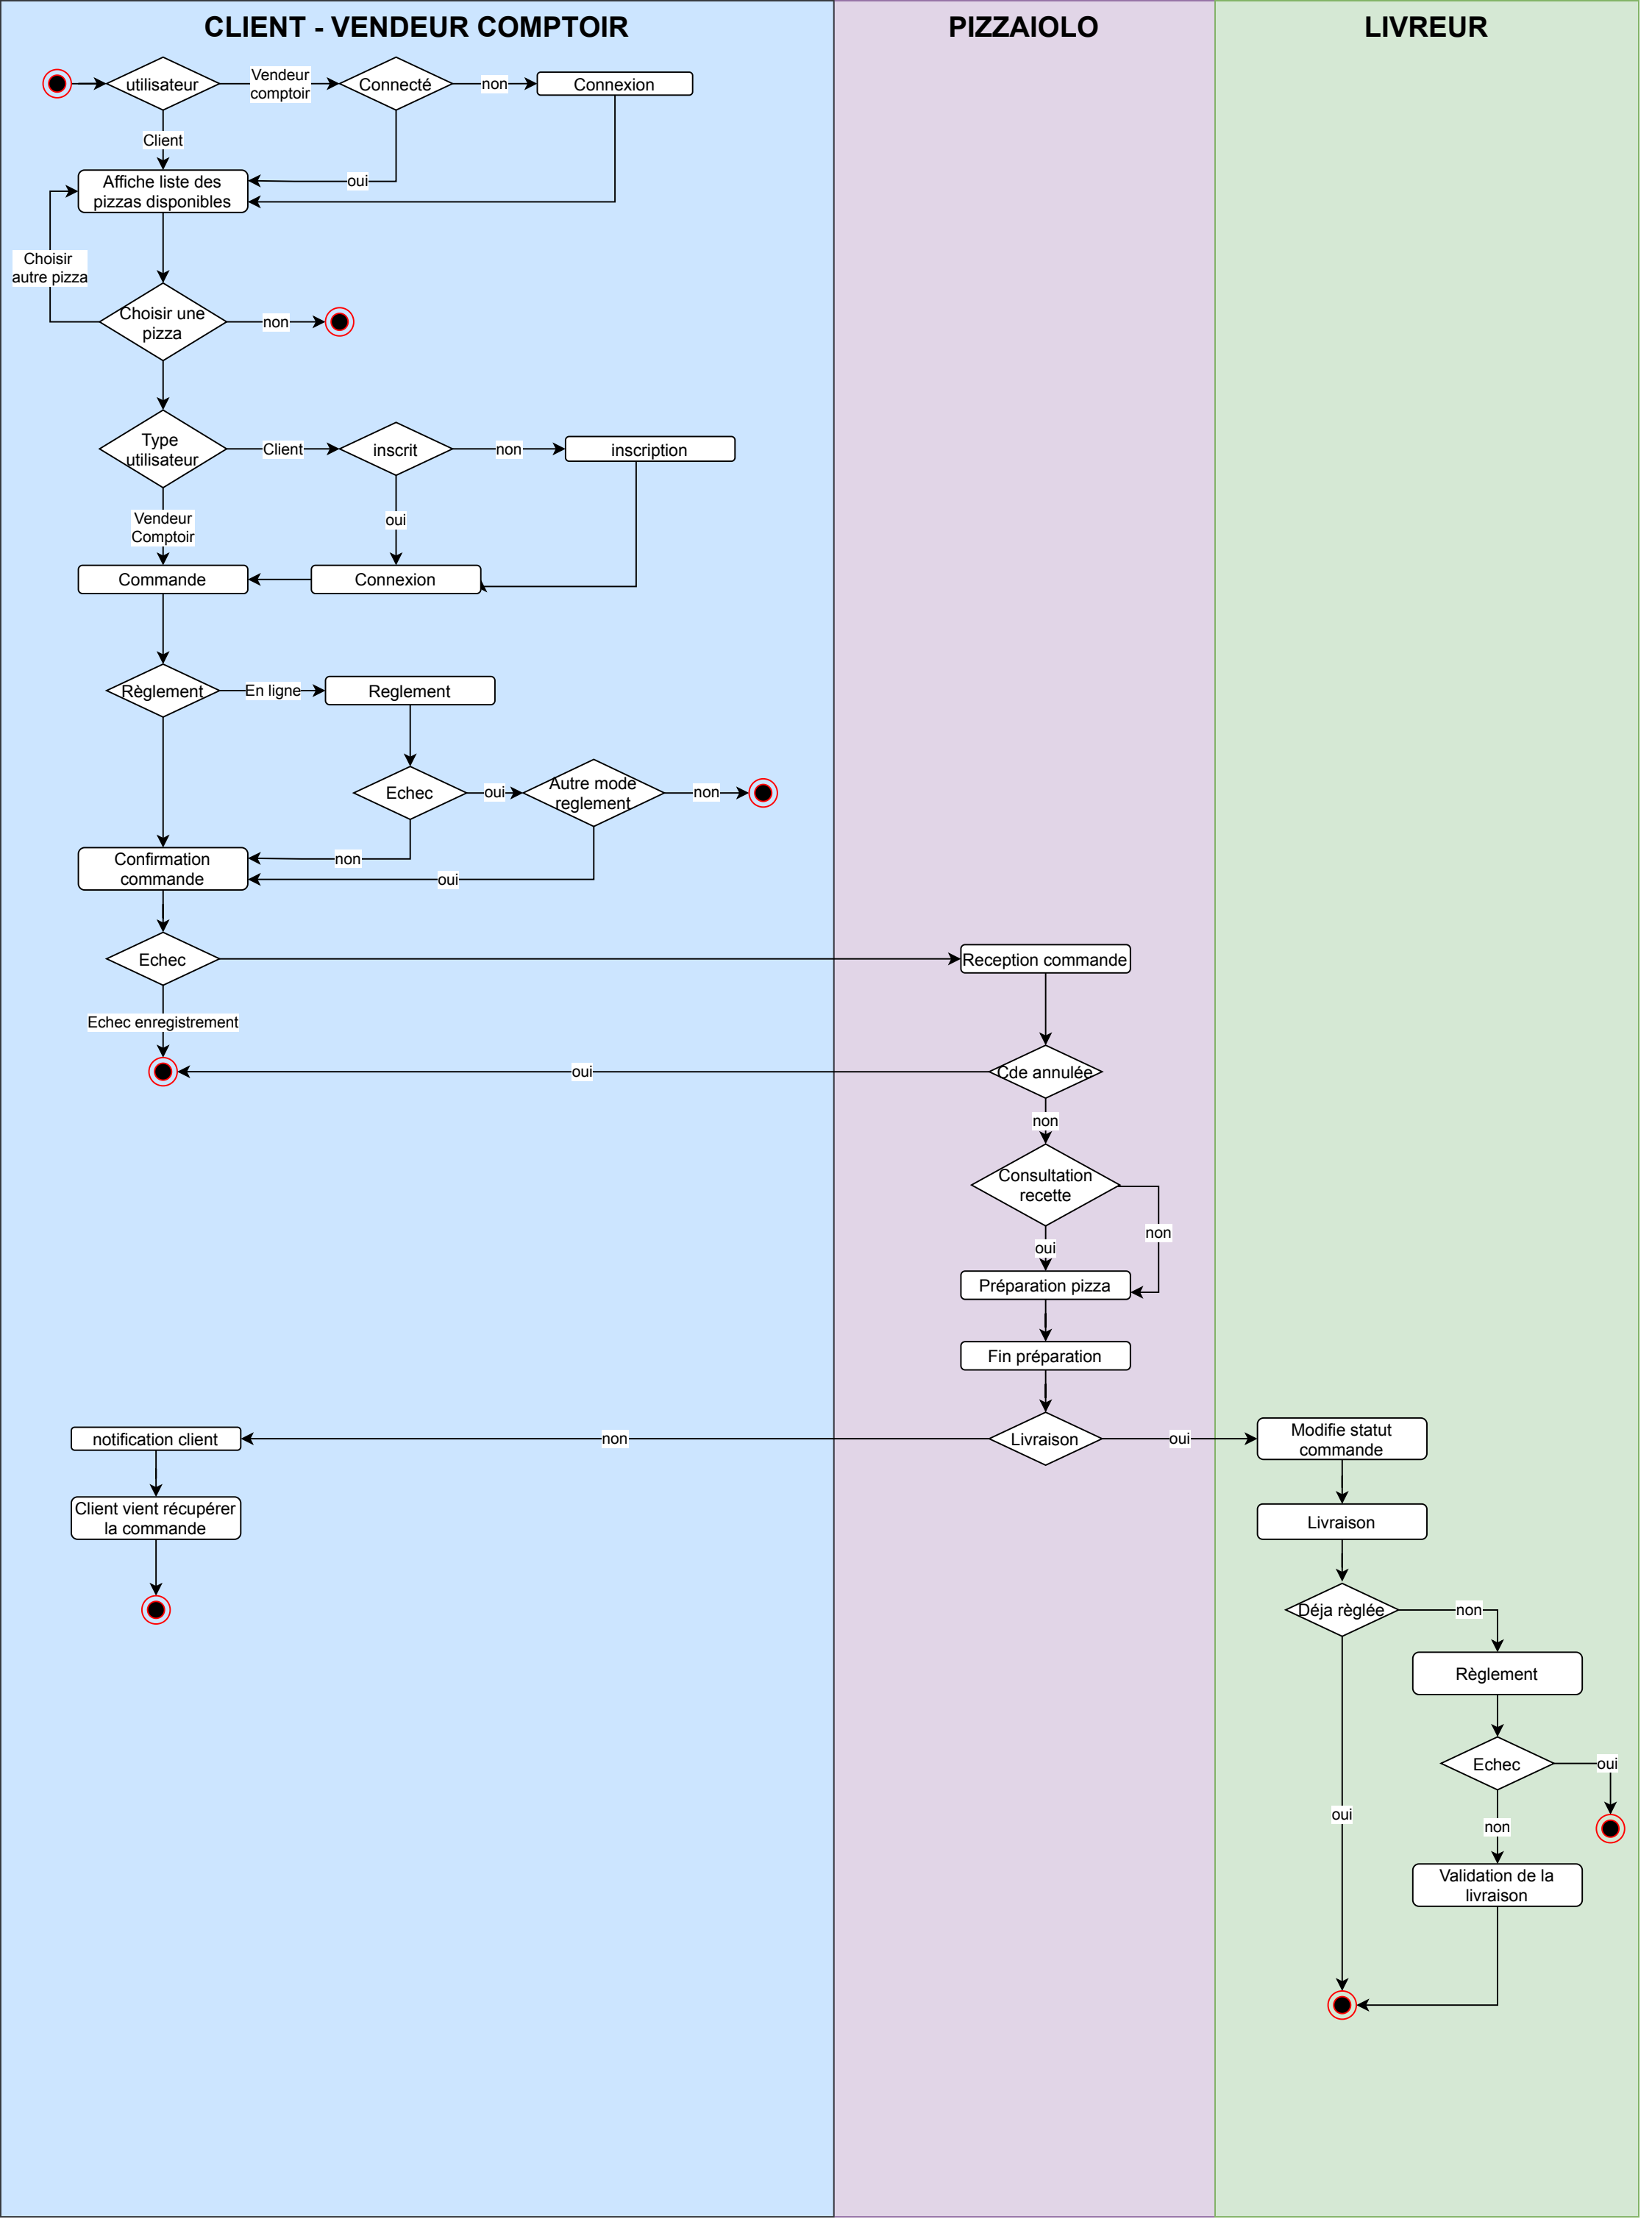 CLIENT - VENDEUR COMPTOIR
PIZZAIOLO
LIVREUR
utilisateur
Vendeur
comptoir
Connecté
non
Connexion
Client
Affiche liste des
pizzas disponibles
oui
Choisir
autre pizza
Choisir une
pizza
non
Type
utilisateur
Client
inscrit
non
inscription
Vendeur
Comptoir
oui
Commande
Connexion
Règlement
En ligne
Reglement
Echec
oui
Autre mode
reglement
non
Confirmation
commande
non
oui
Echec
Reception commande
Echec enregistrement
oui
Cde annulée
non
Consultation
recette
non
oui
Préparation pizza
Fin préparation
notification client
non
Livraison
oui
Modifie statut
commande
Client vient récupérer
la commande
Livraison
Déja règlée
non
Règlement
Echec
oui
oui
non
Validation de la
livraison